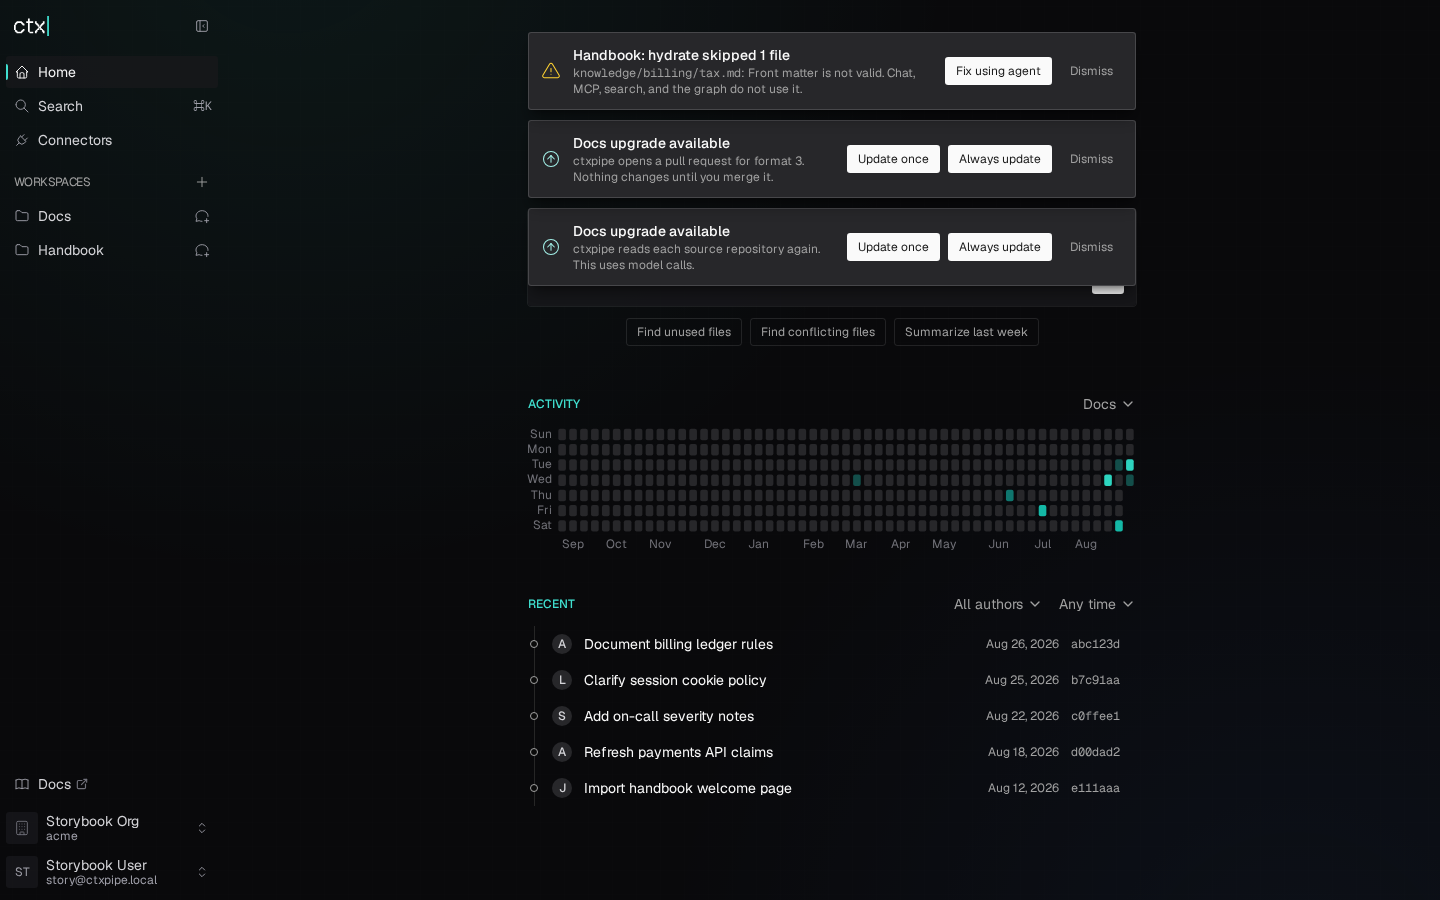 ctx
Home
Search ⌘K
Connectors
WORKSPACES
Docs
Handbook
Docs
Storybook Org
acme
ST
Storybook User
story@ctxpipe.local
Handbook: hydrate skipped 1 file
knowledge/billing/tax.md: Front matter is not valid. Chat,
MCP, search, and the graph do not use it.
Fix using agent
Dismiss
Docs upgrade available
ctxpipe opens a pull request for format 3.
Nothing changes until you merge it.
Update once
Always update
Dismiss
Docs upgrade available
ctxpipe reads each source repository again.
This uses model calls.
Update once
Always update
Dismiss
Find unused files
Find conflicting files
Summarize last week
ACTIVITY
Docs
Sun
Mon
Tue
Wed
Thu
Fri
Sat
Sep Oct Nov Dec Jan Feb Mar Apr May Jun Jul Aug
RECENT
All authors
Any time
A Document billing ledger rules Aug 26, 2026 abc123d
L Clarify session cookie policy Aug 25, 2026 b7c91aa
S Add on-call severity notes Aug 22, 2026 c0ffee1
A Refresh payments API claims Aug 18, 2026 d00dad2
J Import handbook welcome page Aug 12, 2026 e111aaa